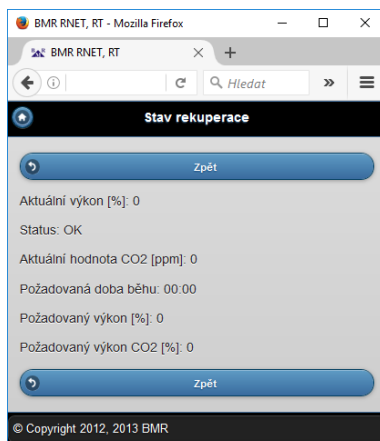 BMR RNET, RT - Mozilla Firefox
BMR RNET, RT
Hledat
Stav rekuperace
Zpět
Aktuální výkon [%]: 0
Status: OK
Aktuální hodnota CO2 [ppm]: 0
Požadovaná doba běhu: 00:00
Požadovaný výkon [%]: 0
Požadovaný výkon CO2 [%]: 0
Zpět
© Copyright 2012, 2013 BMR